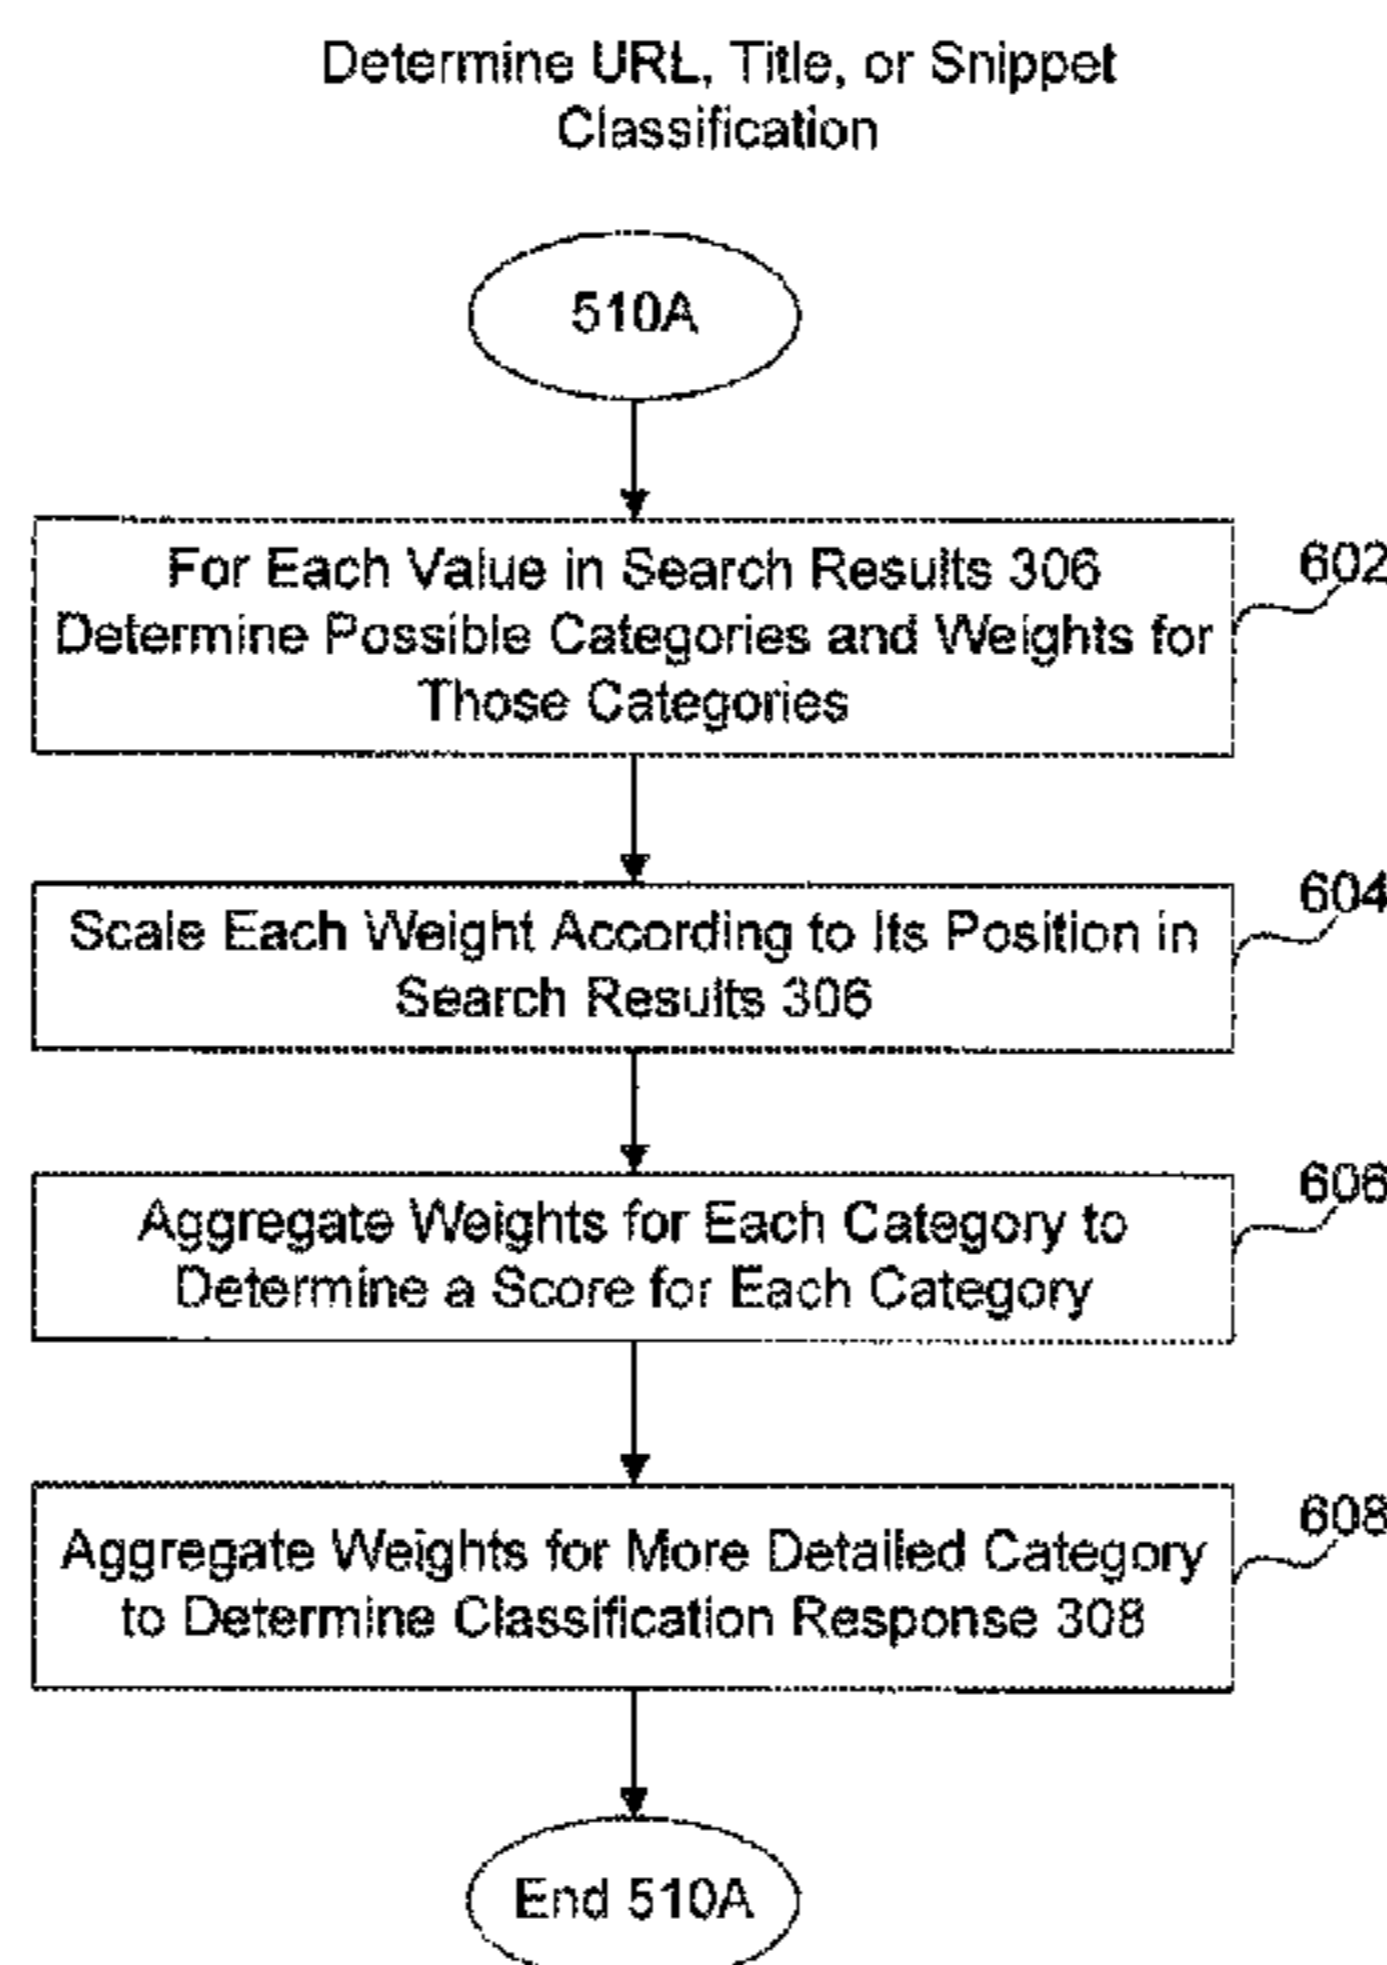 Determine URL, Title, or Snippet
Classification
510A
For Each Value in Search Results 306
Determine Possible Categories and Weights for
Those Categories
602
Scale Each Weight According to Its Position in
Search Results 306
604
Aggregate Weights for Each Category to
Determine a Score for Each Category
606
Aggregate Weights for More Detailed Category
to Determine Classification Response 308
608
End 510A